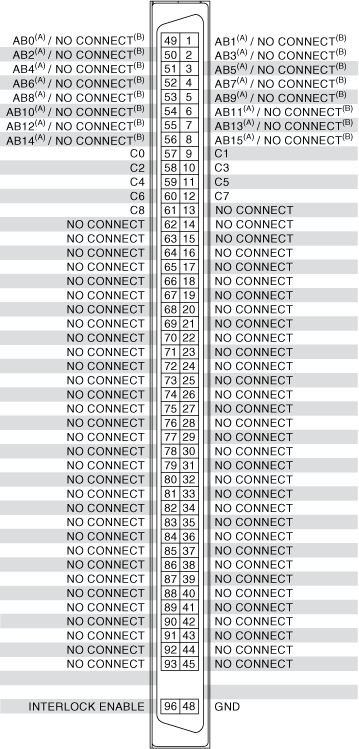 AB0(A) / NO CONNECT(B) 49 1 AB1(A) / NO CONNECT(B)
AB2(A) / NO CONNECT(B) 50 2 AB3(A) / NO CONNECT(B)
AB4(A) / NO CONNECT(B) 51 3 AB5(A) / NO CONNECT(B)
AB6(A) / NO CONNECT(B) 52 4 AB7(A) / NO CONNECT(B)
AB8(A) / NO CONNECT(B) 53 5 AB9(A) / NO CONNECT(B)
AB10(A) / NO CONNECT(B) 54 6 AB11(A) / NO CONNECT(B)
AB12(A) / NO CONNECT(B) 55 7 AB13(A) / NO CONNECT(B)
AB14(A) / NO CONNECT(B) 56 8 AB15(A) / NO CONNECT(B)
C0 57 9 C1
C2 58 10 C3
C4 59 11 C5
C6 60 12 C7
C8 61 13 NO CONNECT
NO CONNECT 62 14 NO CONNECT
NO CONNECT 63 15 NO CONNECT
NO CONNECT 64 16 NO CONNECT
NO CONNECT 65 17 NO CONNECT
NO CONNECT 66 18 NO CONNECT
NO CONNECT 67 19 NO CONNECT
NO CONNECT 68 20 NO CONNECT
NO CONNECT 69 21 NO CONNECT
NO CONNECT 70 22 NO CONNECT
NO CONNECT 71 23 NO CONNECT
NO CONNECT 72 24 NO CONNECT
NO CONNECT 73 25 NO CONNECT
NO CONNECT 74 26 NO CONNECT
NO CONNECT 75 27 NO CONNECT
NO CONNECT 76 28 NO CONNECT
NO CONNECT 77 29 NO CONNECT
NO CONNECT 78 30 NO CONNECT
NO CONNECT 79 31 NO CONNECT
NO CONNECT 80 32 NO CONNECT
NO CONNECT 81 33 NO CONNECT
NO CONNECT 82 34 NO CONNECT
NO CONNECT 83 35 NO CONNECT
NO CONNECT 84 36 NO CONNECT
NO CONNECT 85 37 NO CONNECT
NO CONNECT 86 38 NO CONNECT
NO CONNECT 87 39 NO CONNECT
NO CONNECT 88 40 NO CONNECT
NO CONNECT 89 41 NO CONNECT
NO CONNECT 90 42 NO CONNECT
NO CONNECT 91 43 NO CONNECT
NO CONNECT 92 44 NO CONNECT
NO CONNECT 93 45 NO CONNECT
INTERLOCK ENABLE 96 48 GND